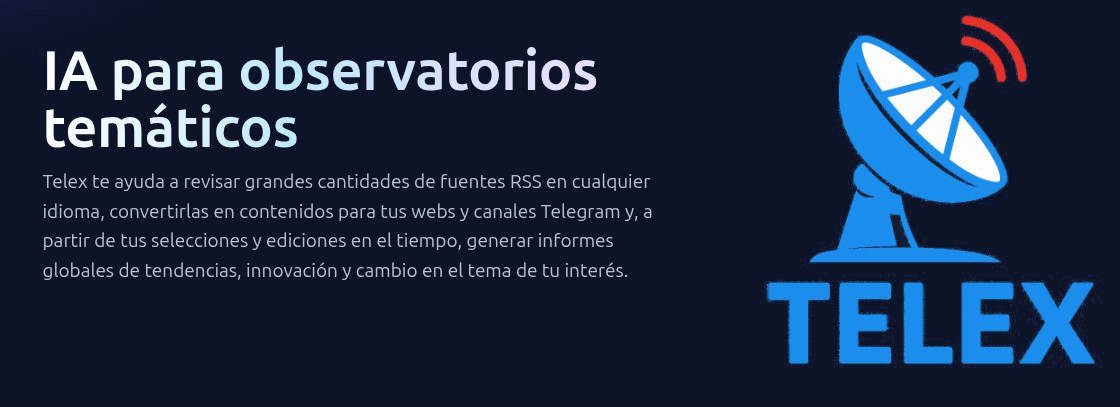 IA para observatorios
temáticos
Telex te ayuda a revisar grandes cantidades de fuentes RSS en cualquier
idioma, convertirlas en contenidos para tus webs y canales Telegram y, a
partir de tus selecciones y ediciones en el tiempo, generar informes
globales de tendencias, innovación y cambio en el tema de tu interés.
TELEX